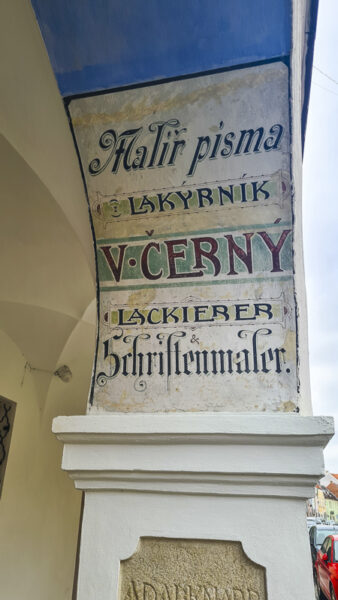 Malíř písma
LAKÝRNÍK
V·ČERNÝ
LACKIERER
&
Schriftenmaler.